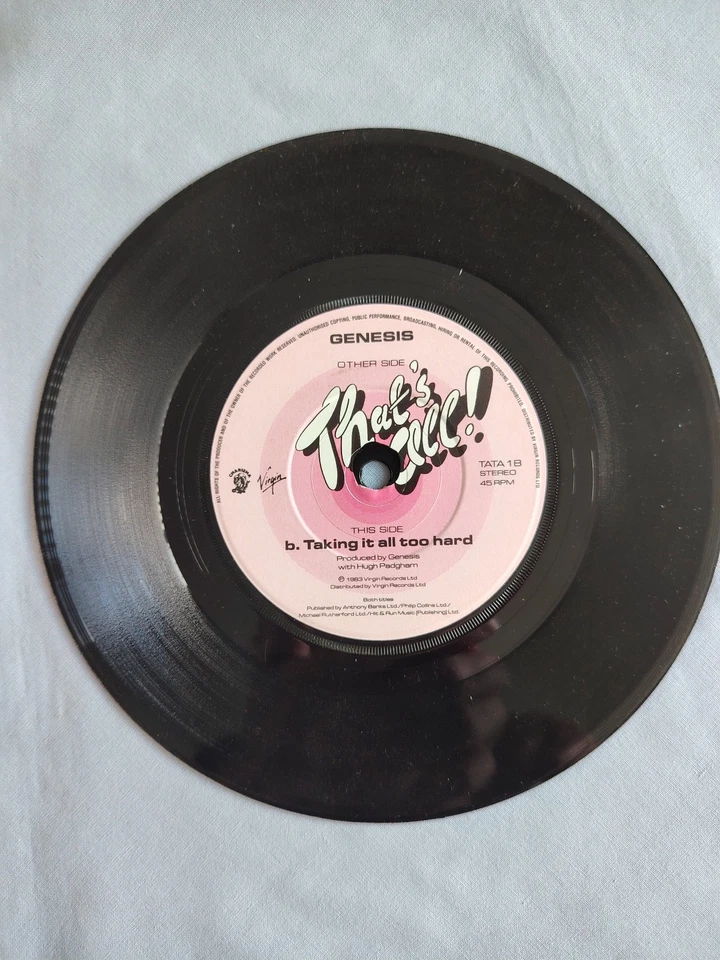 ALL RIGHTS OF THE PRODUCER AND OF THE OWNER OF THE RECORDED WORK RESERVED. UNAUTHORISED COPYING, PUBLIC PERFORMANCE, BROADCASTING, HIRING OR RENTAL OF THIS RECORDING PROHIBITED. DISTRIBUTED BY VIRGIN RECORDS LTD.
GENESIS
OTHER SIDE
That's All!
CHARISMA
Virgin
TATA 1 B
STEREO
45 RPM
THIS SIDE
b. Taking it all too hard
Produced by Genesis
with Hugh Padgham
℗ 1983 Virgin Records Ltd
Distributed by Virgin Records Ltd
Both titles
Published by Anthony Banks Ltd./Philip Collins Ltd./
Michael Rutherford Ltd./Hit & Run Music (Publishing) Ltd.